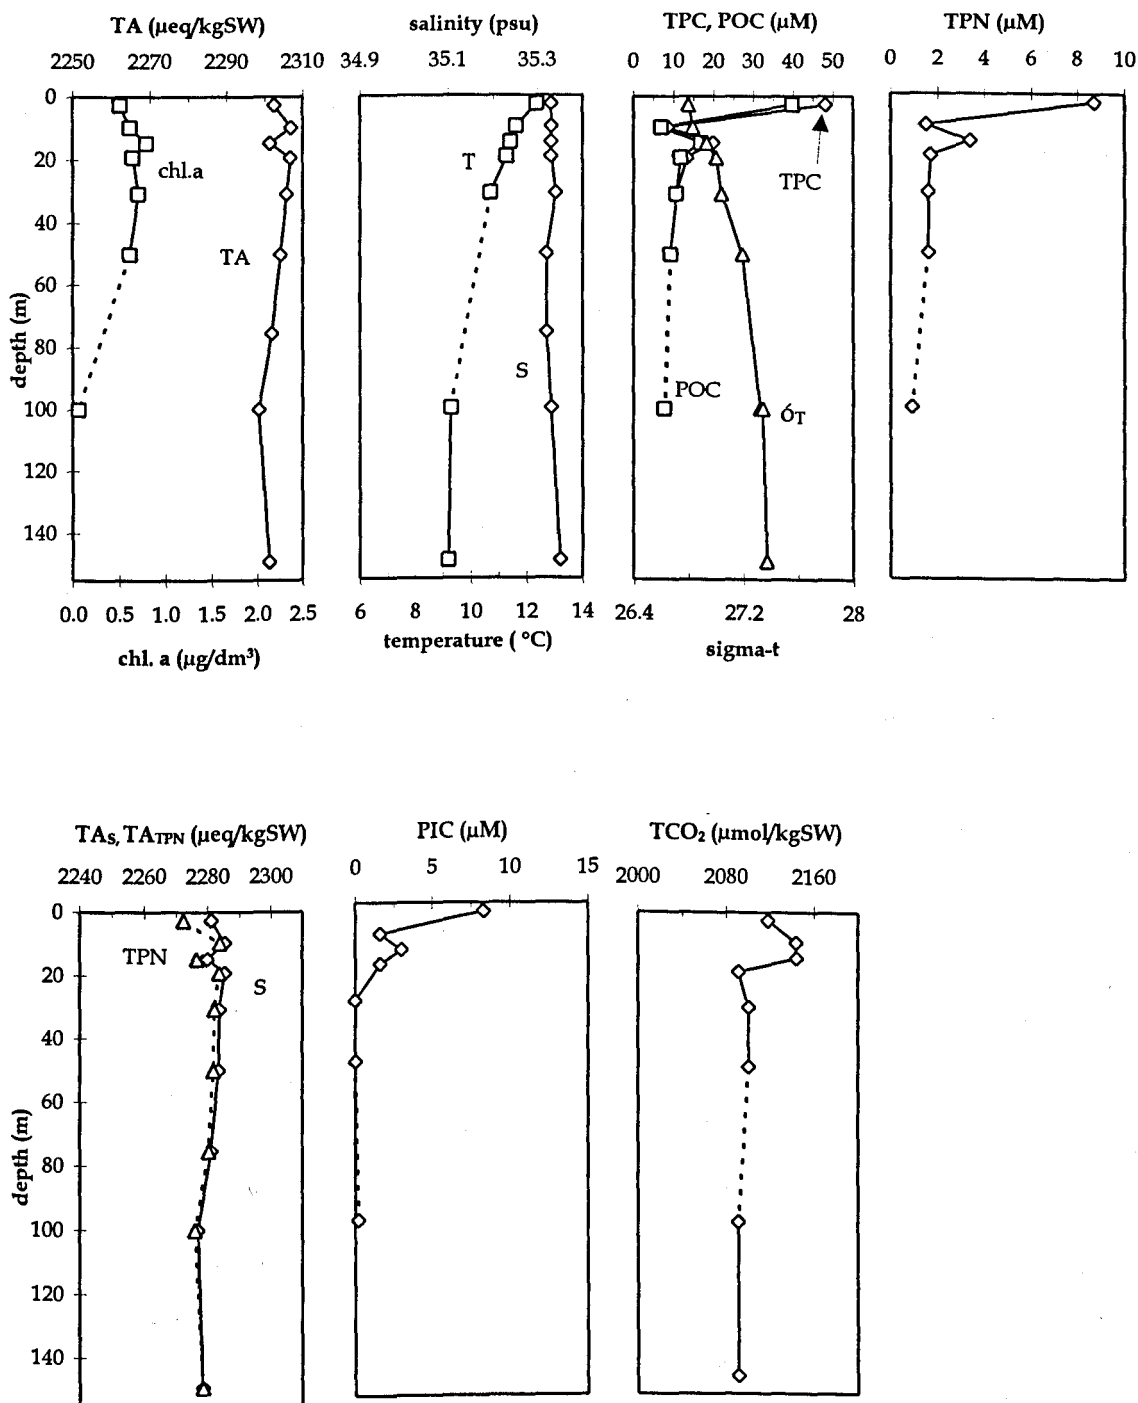 TA (μeq/kgSW) salinity (psu) TPC, POC (μM) TPN (μM)
2250 2270 2290 2310 34.9 35.1 35.3 0 10 20 30 40 50 0 2 4 6 8 10
0
20
40
60
80
100
120
140
depth (m)
chl.a
TA
T
S
TPC
POC
óT
0.0 0.5 1.0 1.5 2.0 2.5 6 8 10 12 14 26.4 27.2 28
chl. a (μg/dm³) temperature ( °C) sigma-t
TAS, TATPN (μeq/kgSW) PIC (μM) TCO₂ (μmol/kgSW)
2240 2260 2280 2300 0 5 10 15 2000 2080 2160
0
20
40
60
80
100
120
140
depth (m)
TPN
S